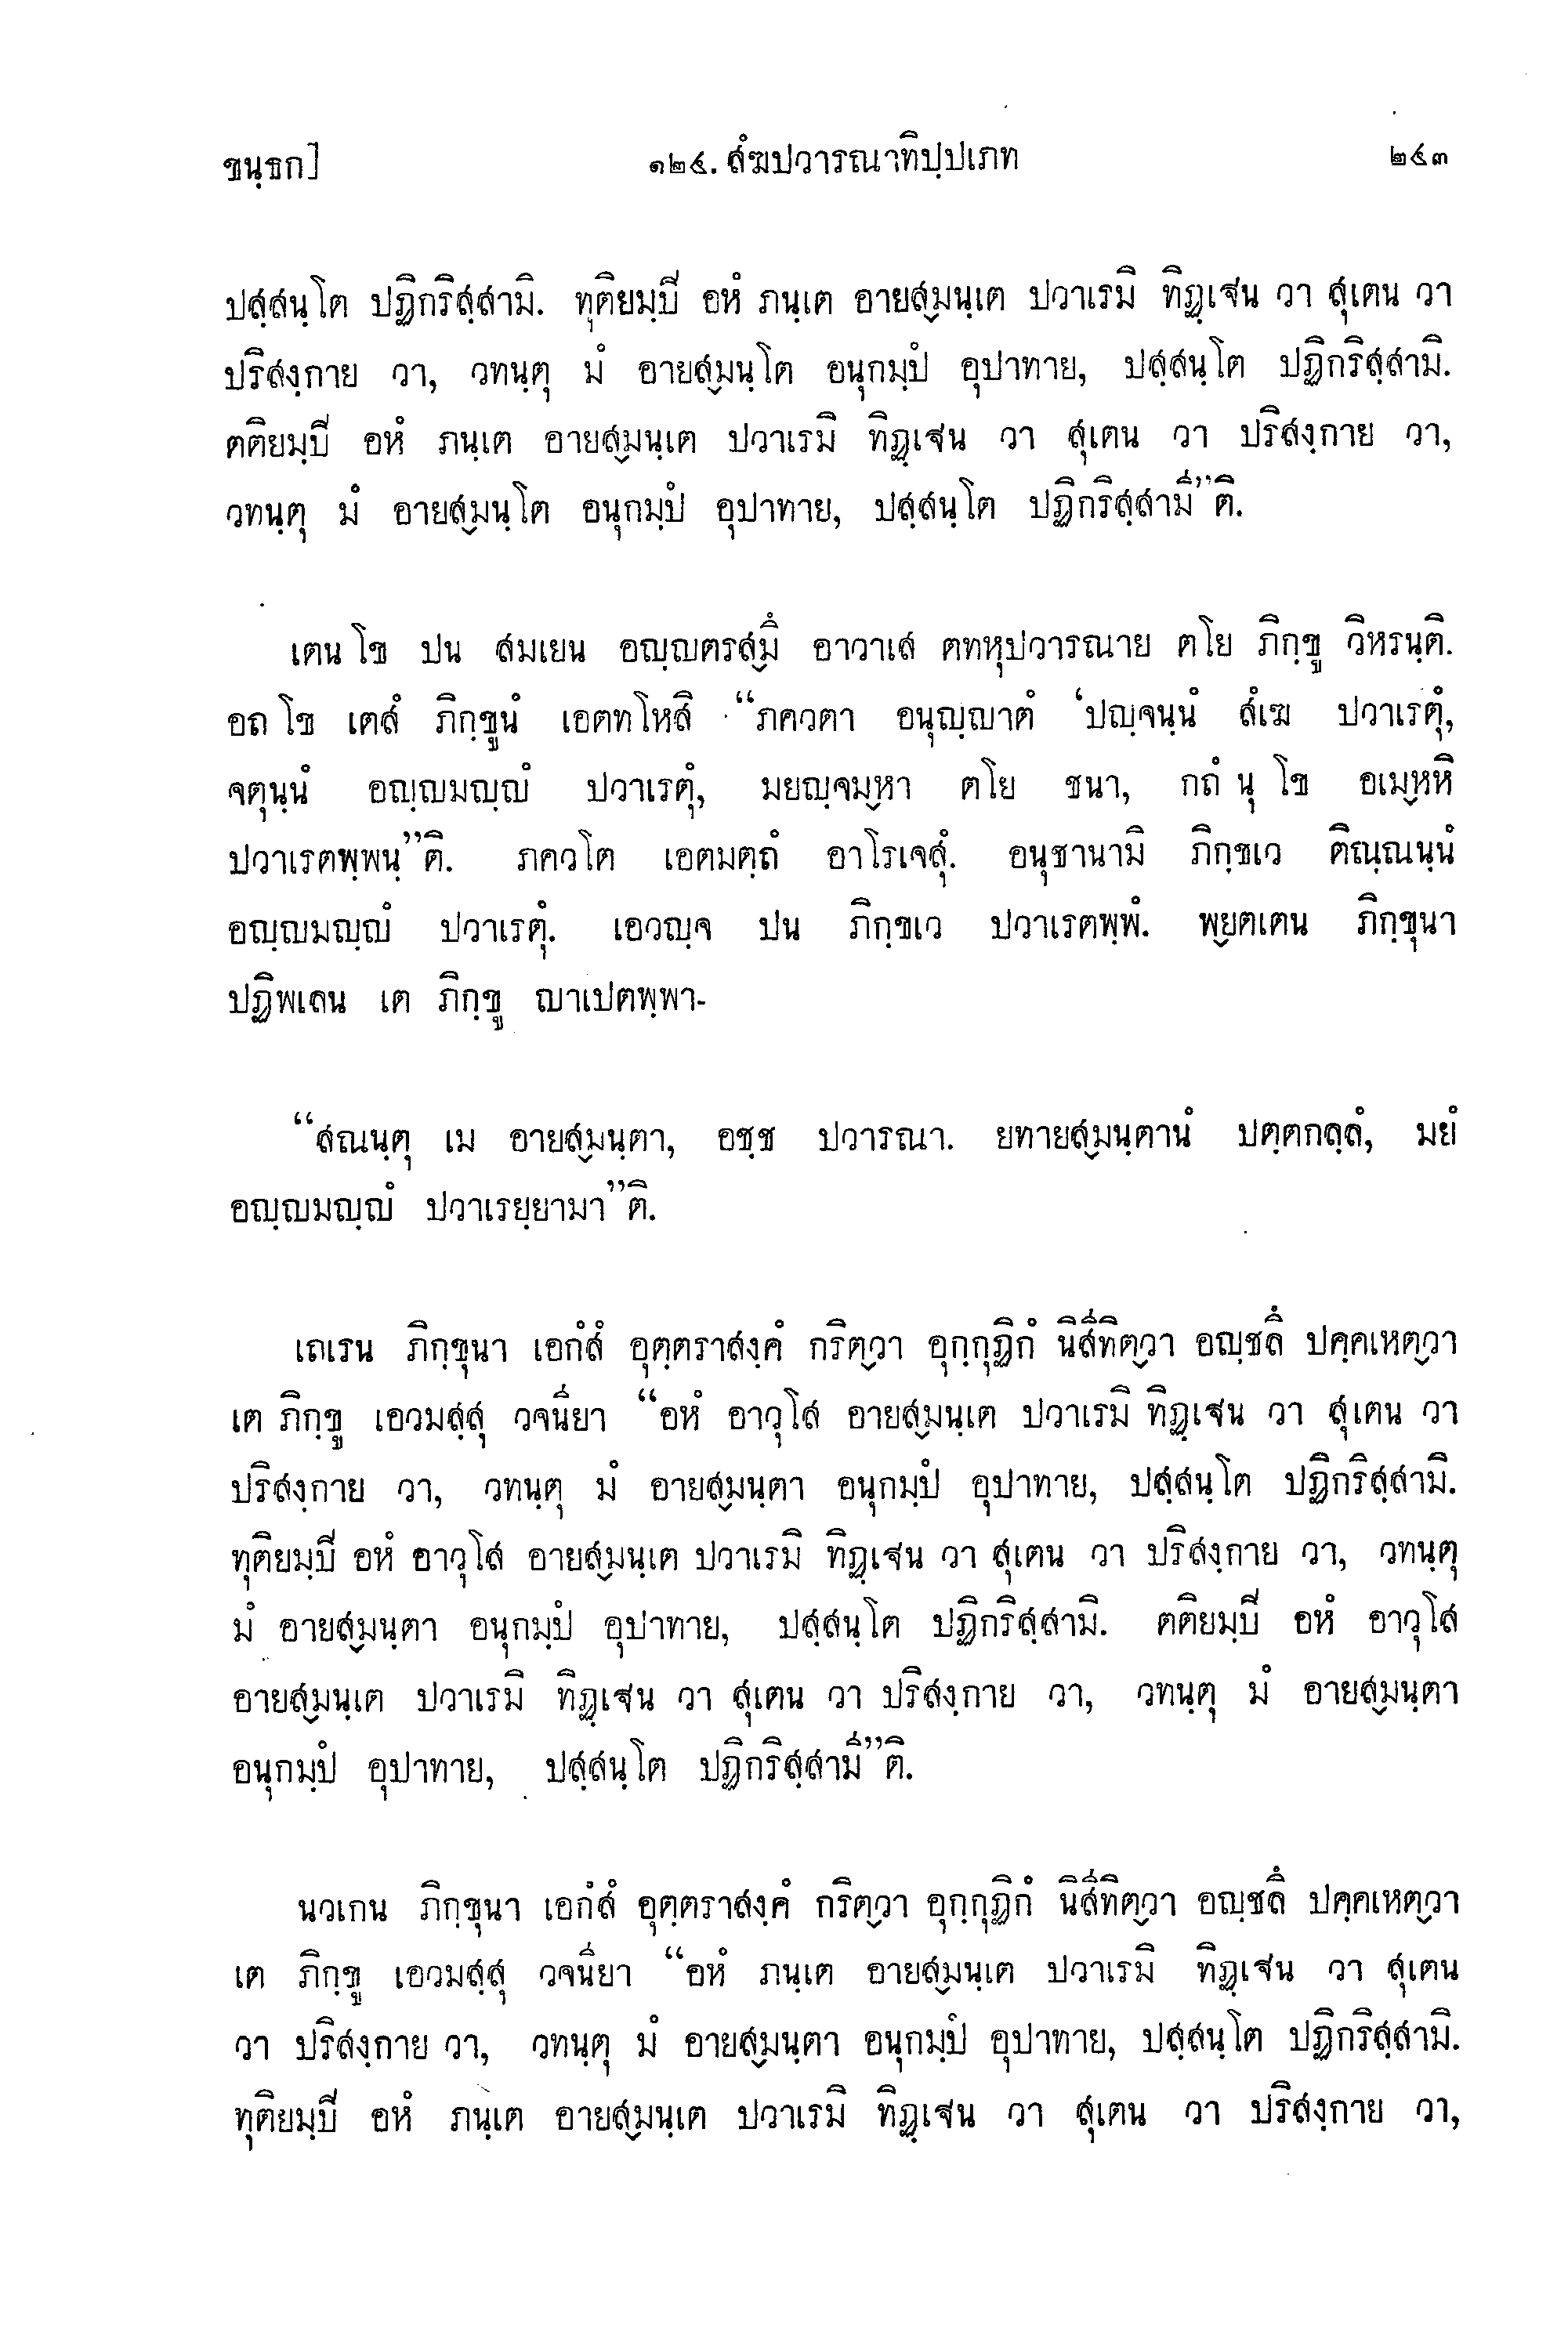 ขนฺธก]	๑๒๔. สํฆปวารณาทิปฺปเภท	๒๔๓
ปสฺสนฺโต ปฏิกริสฺสามิ. ทุติยมฺปิ อหํ ภนฺเต อายสฺมนฺเต ปวาเรมิ ทิฏฺเฐน วา สุเตน วา
ปริสงฺกาย วา, วทนฺตุ มํ อายสฺมนฺโต อนุกมฺปํ อุปาทาย, ปสฺสนฺโต ปฏิกริสฺสามิ.
ตติยมฺปิ อหํ ภนฺเต อายสฺมนฺเต ปวาเรมิ ทิฏฺเฐน วา สุเตน วา ปริสงฺกาย วา,
วทนฺตุ มํ อายสฺมนฺโต อนุกมฺปํ อุปาทาย, ปสฺสนฺโต ปฏิกริสฺสามี”ติ.
เตน โข ปน สมเยน อญฺญตรสฺมึ อาวาเส ตทหุปวารณาย ตโย ภิกฺขู วิหรนฺติ.
อถ โข เตสํ ภิกฺขูนํ เอตทโหสิ “ภควตา อนุญฺญาตํ ‘ปญฺจนฺนํ สํเฆ ปวาเรตุํ,
จตุนฺนํ อญฺญมญฺญํ ปวาเรตุํ, มยญฺจมฺหา ตโย ชนา, กถํ นุ โข อเมฺหหิ
ปวาเรตพฺพนฺ”ติ. ภควโต เอตมตฺถํ อาโรเจสุํ. อนุชานามิ ภิกฺขเว ติณฺณนฺนํ
อญฺญมญฺญํ ปวาเรตุํ. เอวญฺจ ปน ภิกฺขเว ปวาเรตพฺพํ. พฺยตเตน ภิกฺขุนา
ปฏิพเลน เต ภิกฺขู ญาเปตพฺพา-
“สณนฺตุ เม อายสฺมนฺตา, อชฺช ปวารณา. ยทายสฺมนฺตานํ ปตฺตกลฺลํ, มยํ
อญฺญมญฺญํ ปวาเรยฺยามา”ติ.
เถเรน ภิกฺขุนา เอกํสํ อุตฺตราสงฺคํ กริตฺวา อุกฺกุฏิกํ นิสีทิตฺวา อญฺชลึ ปคฺคเหตฺวา
เต ภิกฺขู เอวมสฺสุ วจนียา “อหํ อาวุโส อายสฺมนฺเต ปวาเรมิ ทิฏฺเฐน วา สุเตน วา
ปริสงฺกาย วา, วทนฺตุ มํ อายสฺมนฺตา อนุกมฺปํ อุปาทาย, ปสฺสนฺโต ปฏิกริสฺสามิ.
ทุติยมฺปิ อหํ อาวุโส อายสฺมนฺเต ปวาเรมิ ทิฏฺเฐน วา สุเตน วา ปริสงฺกาย วา, วทนฺตุ
มํ อายสฺมนฺตา อนุกมฺปํ อุปาทาย, ปสฺสนฺโต ปฏิกริสฺสามิ. ตติยมฺปิ อหํ อาวุโส
อายสฺมนฺเต ปวาเรมิ ทิฏฺเฐน วา สุเตน วา ปริสงฺกาย วา, วทนฺตุ มํ อายสฺมนฺตา
อนุกมฺปํ อุปาทาย, ปสฺสนฺโต ปฏิกริสฺสามี”ติ.
นวเกน ภิกฺขุนา เอกํสํ อุตฺตราสงฺคํ กริตฺวา อุกฺกุฏิกํ นิสีทิตฺวา อญฺชลึ ปคฺคเหตฺวา
เต ภิกฺขู เอวมสฺสุ วจนียา “อหํ ภนฺเต อายสฺมนฺเต ปวาเรมิ ทิฏฺเฐน วา สุเตน
วา ปริสงฺกาย วา, วทนฺตุ มํ อายสฺมนฺตา อนุกมฺปํ อุปาทาย, ปสฺสนฺโต ปฏิกริสฺสามิ.
ทุติยมฺปิ อหํ ภนฺเต อายสฺมนฺเต ปวาเรมิ ทิฏฺเฐน วา สุเตน วา ปริสงฺกาย วา,